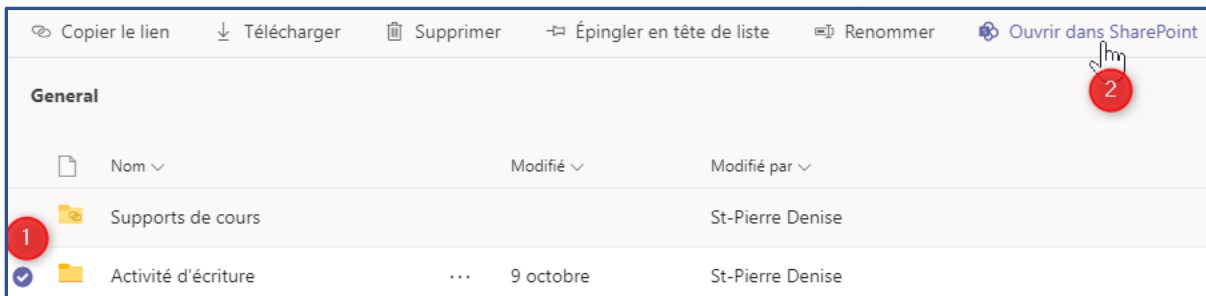 Copier le lien Télécharger Supprimer Épingler en tête de liste Renommer Ouvrir dans SharePoint
2
General
Nom Modifié Modifié par
Supports de cours St-Pierre Denise
1
Activité d'écriture ... 9 octobre St-Pierre Denise